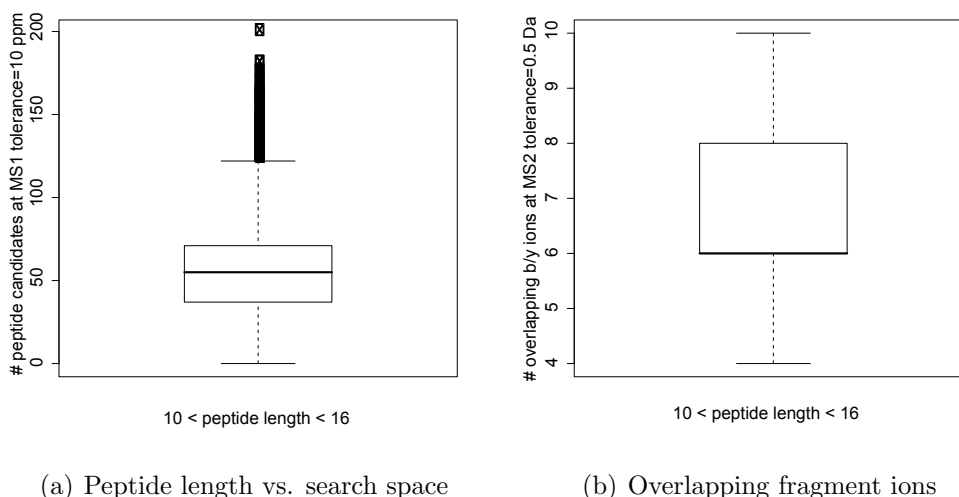 # peptide candidates at MS1 tolerance=10 ppm
200
150
100
50
0
10 < peptide length < 16
(a) Peptide length vs. search space
# overlapping b/y ions at MS2 tolerance=0.5 Da
10
9
8
7
6
5
4
10 < peptide length < 16
(b) Overlapping fragment ions